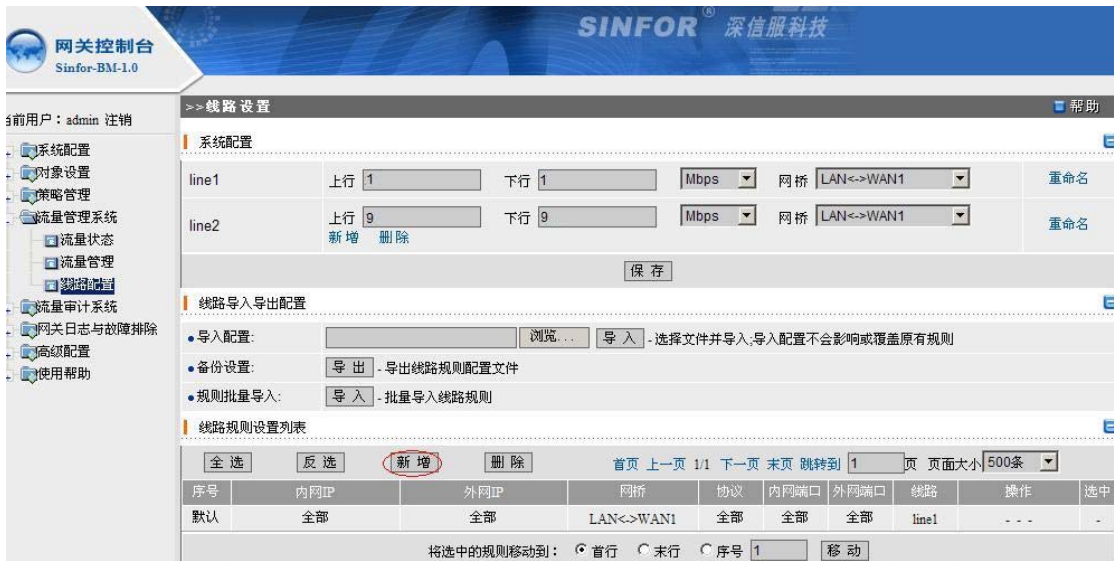 SINFOR ® 深信服科技
网关控制台
Sinfor-BM-1.0
当前用户：admin 注销
系统配置
对象设置
策略管理
流量管理系统
流量状态
流量管理
线路配置
流量审计系统
网关日志与故障排除
高级配置
使用帮助
>>线路设置 帮助
系统配置
line1 上行 1 下行 1 Mbps 网桥 LAN<->WAN1 重命名
line2 上行 9 下行 9 Mbps 网桥 LAN<->WAN1 重命名
新增 删除
保存
线路导入导出配置
导入配置: 浏览... 导入 -选择文件并导入;导入配置不会影响或覆盖原有规则
备份设置: 导出 -导出线路规则配置文件
规则批量导入: 导入 -批量导入线路规则
线路规则设置列表
全选 反选 新增 删除 首页 上一页 1/1 下一页 末页 跳转到 1 页 页面大小 500条
序号 内网IP 外网IP 网桥 协议 内网端口 外网端口 线路 操作 选中
默认 全部 全部 LAN<->WAN1 全部 全部 全部 line1 - - - -
将选中的规则移动到： 首行 末行 序号 1 移动